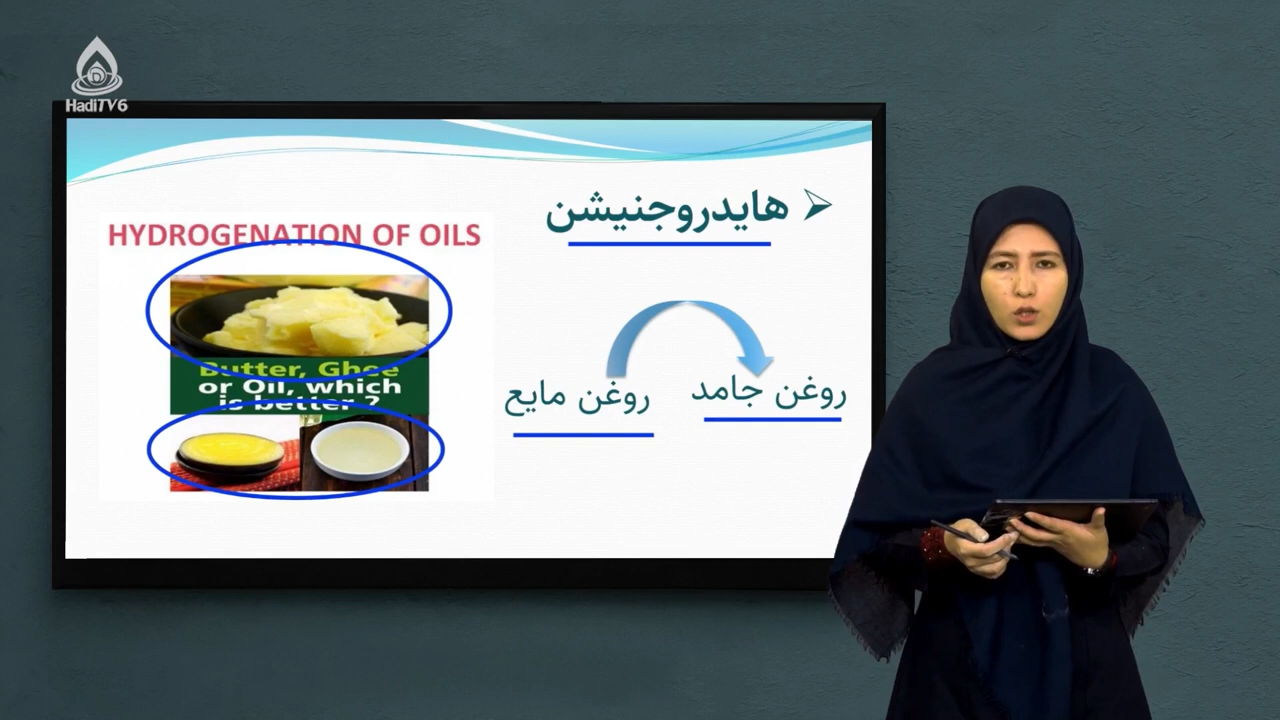 HadiTV6
هایدروجنیشن
HYDROGENATION OF OILS
Butter, Ghee
or Oil, which
is better ?
روغن جامد
روغن مایع